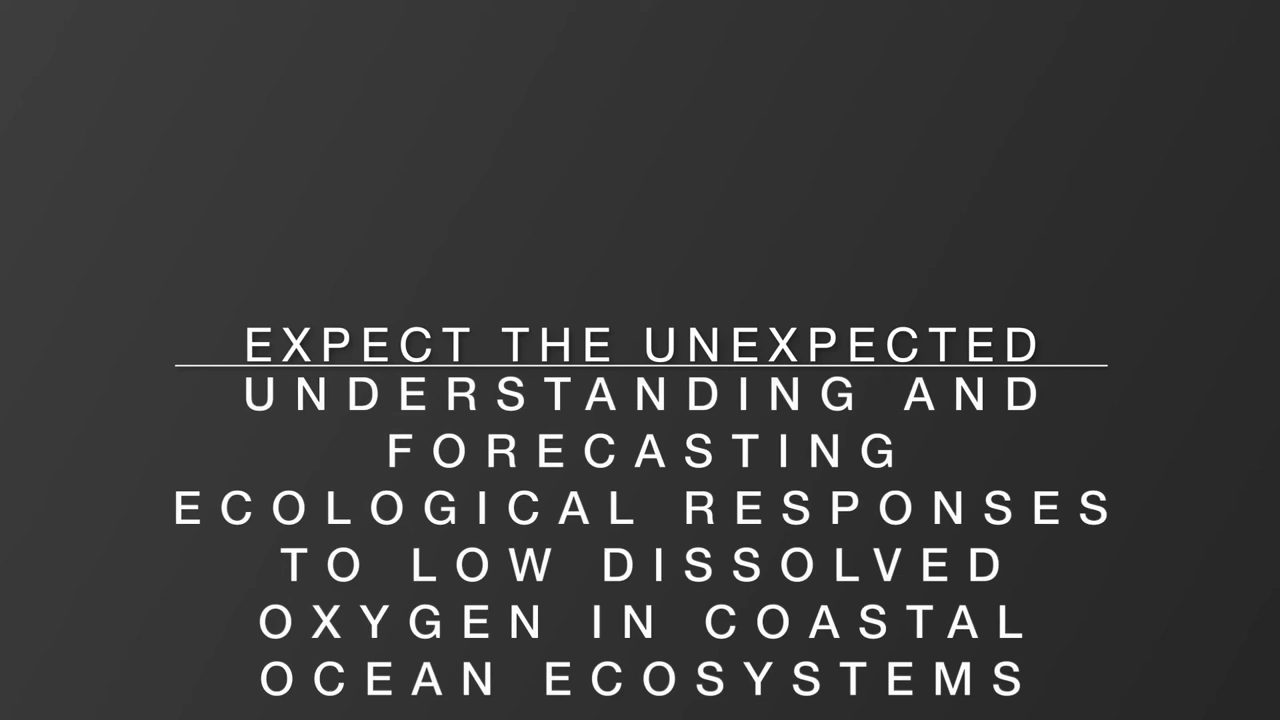 EXPECT THE UNEXPECTED
UNDERSTANDING AND
FORECASTING
ECOLOGICAL RESPONSES
TO LOW DISSOLVED
OXYGEN IN COASTAL
OCEAN ECOSYSTEMS